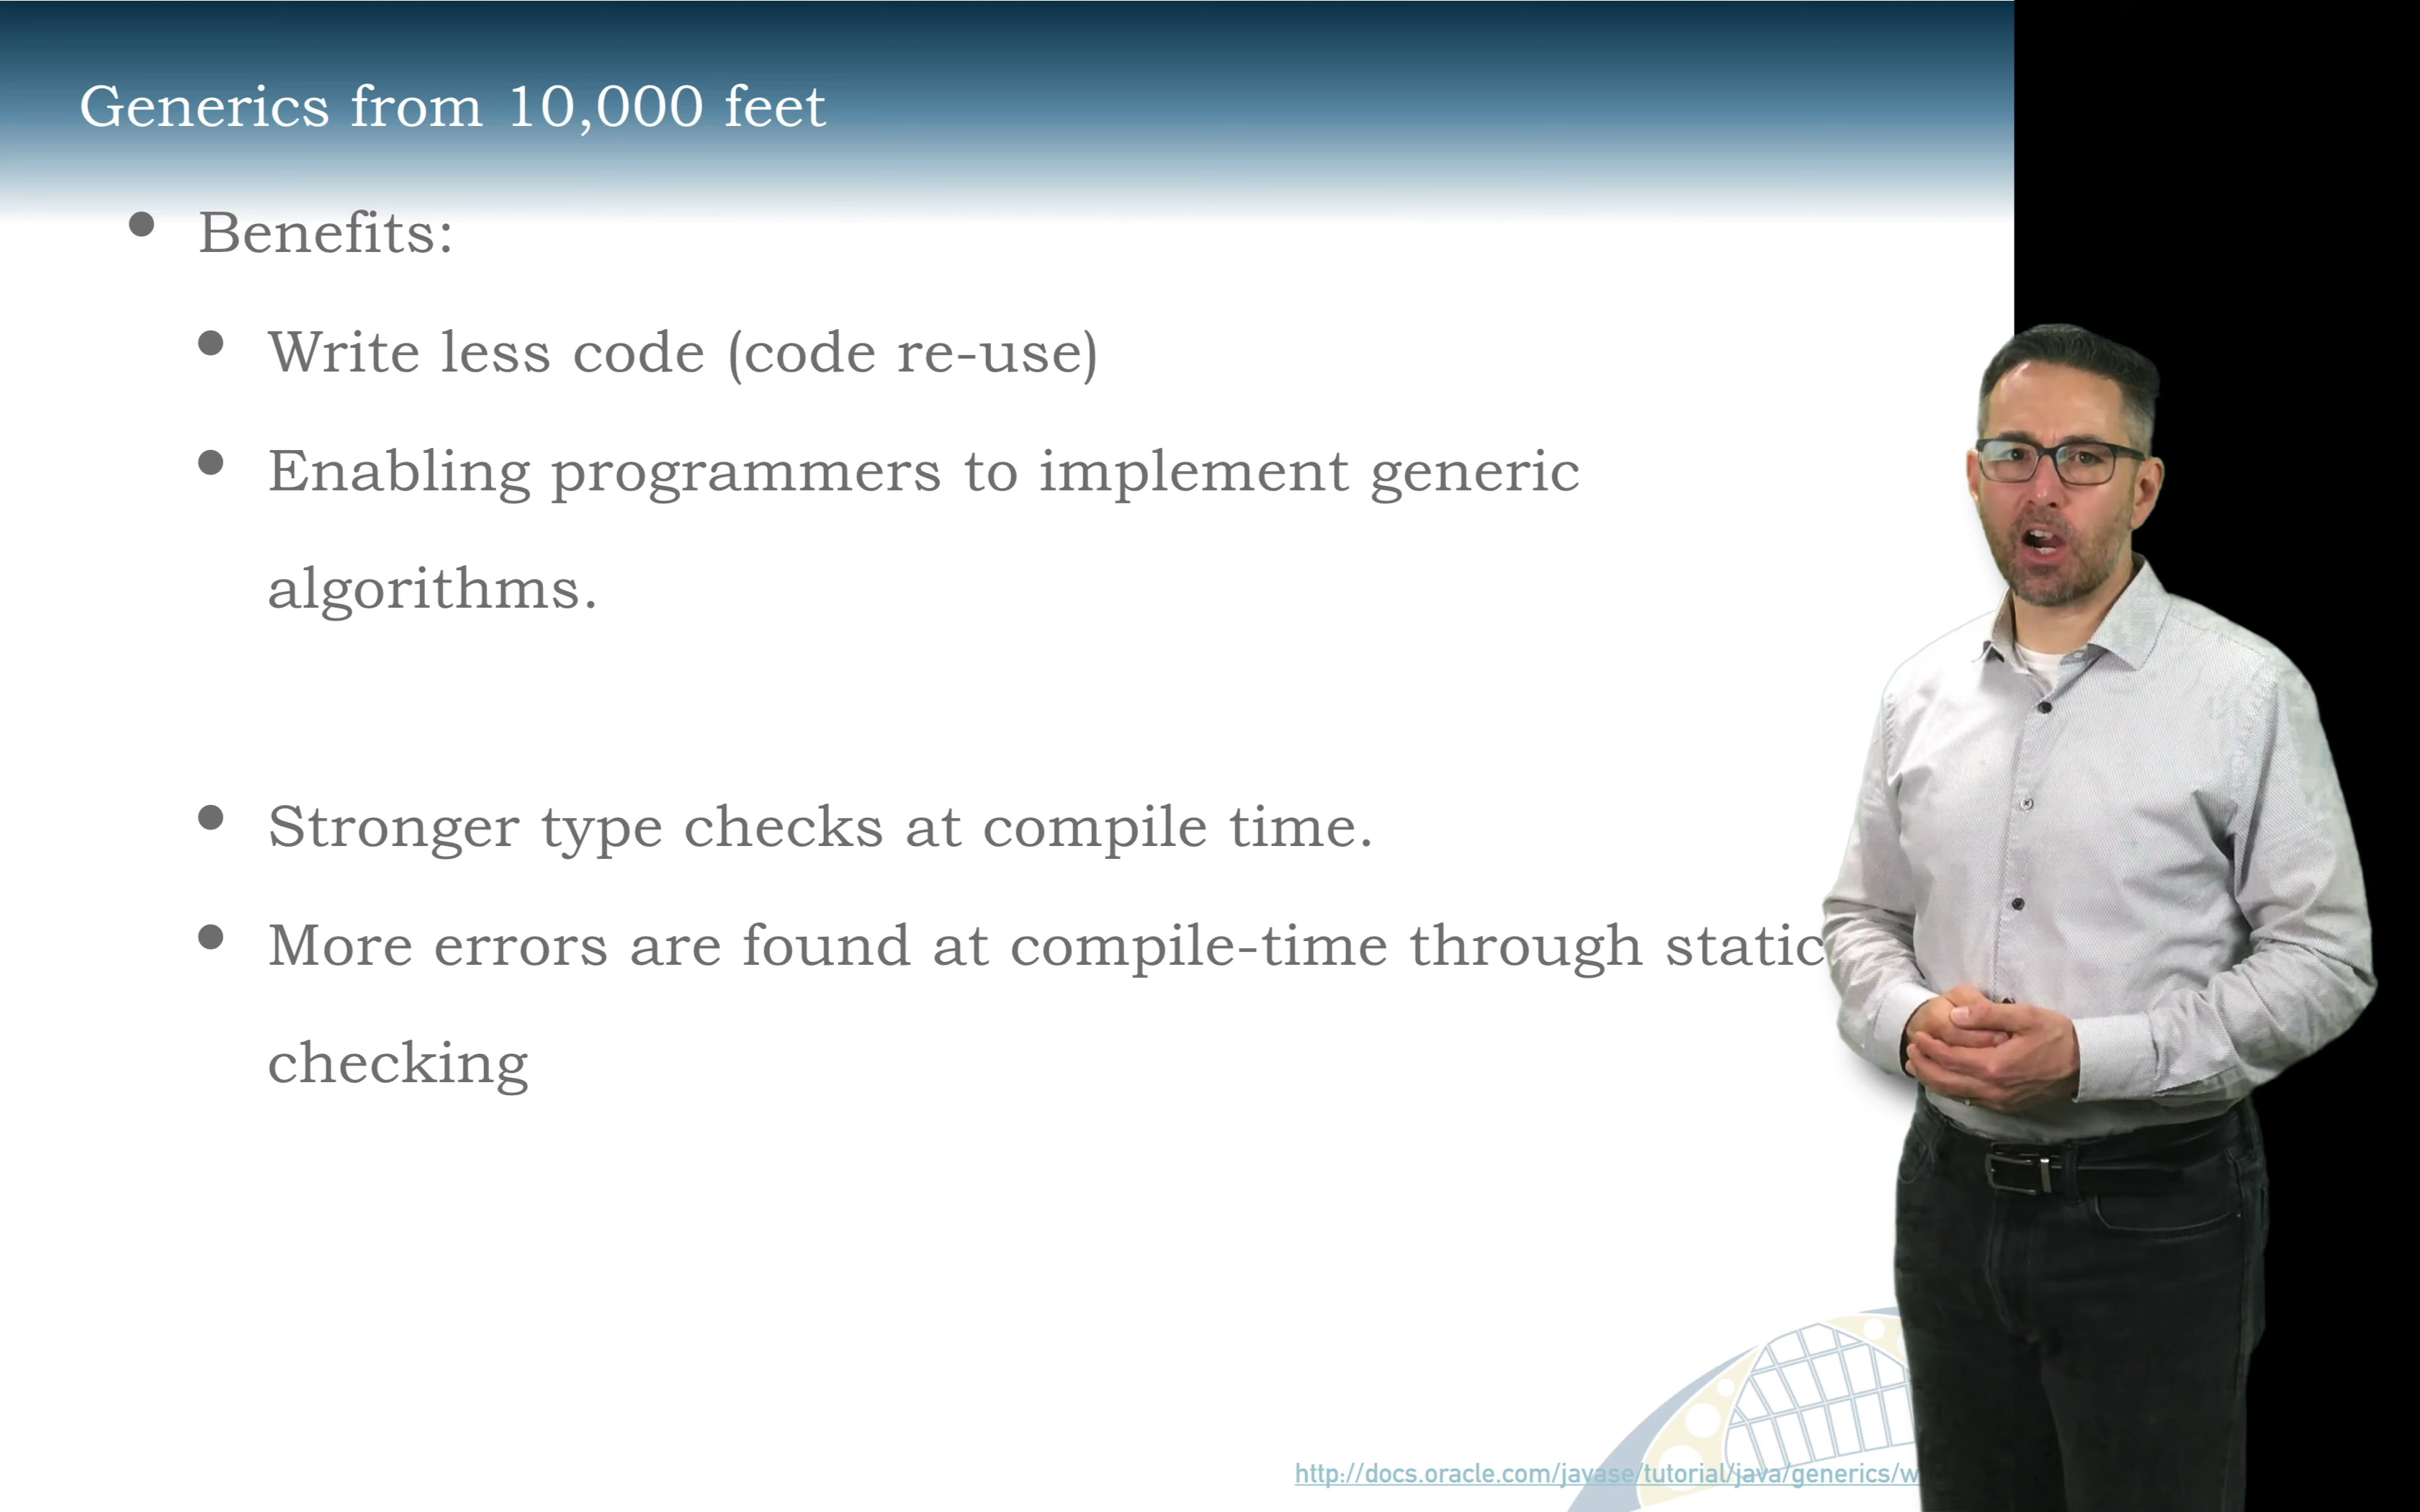 Generics from 10,000 feet
Benefits:
Write less code (code re-use)
Enabling programmers to implement generic
algorithms.
Stronger type checks at compile time.
More errors are found at compile-time through static
checking
http://docs.oracle.com/javase/tutorial/java/generics/w